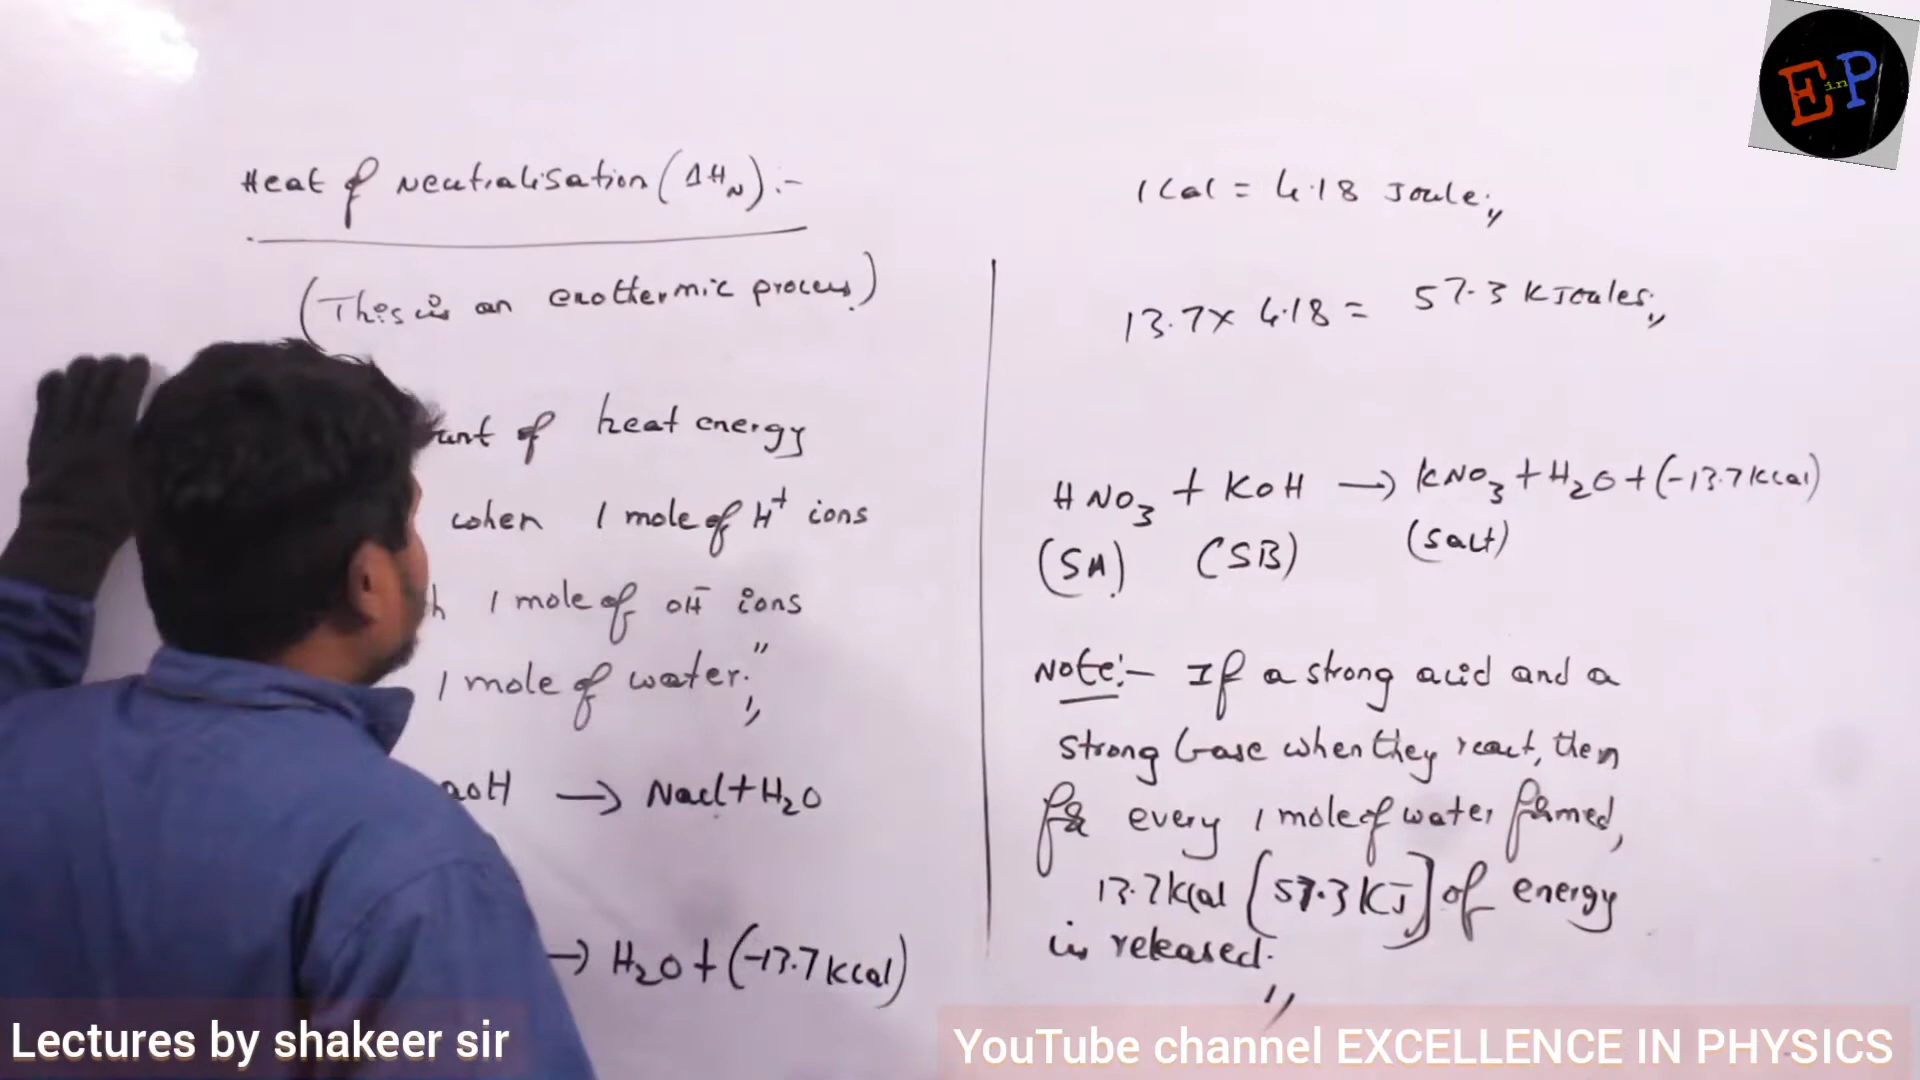 Heat of Neutralisation (ΔH_N) :-
(This is an exothermic process.)
of heat energy
when 1 mole of H⁺ ions
1 mole of OH⁻ ions
1 mole of water."
aOH → NaCl + H₂O
→ H₂O + (-13.7 Kcal)
1 Cal = 4.18 Joule.,,
13.7 x 4.18 = 57.3 KJoules.,,
HNO₃ + KOH → KNO₃ + H₂O + (-13.7 Kcal)
(SA) (SB) (Salt)
Note:- If a strong acid and a
strong base when they react, then
for every 1 mole of water formed,
13.7 kcal [57.3 KJ] of energy
is released.,,
E in P
Lectures by shakeer sir
YouTube channel EXCELLENCE IN PHYSICS